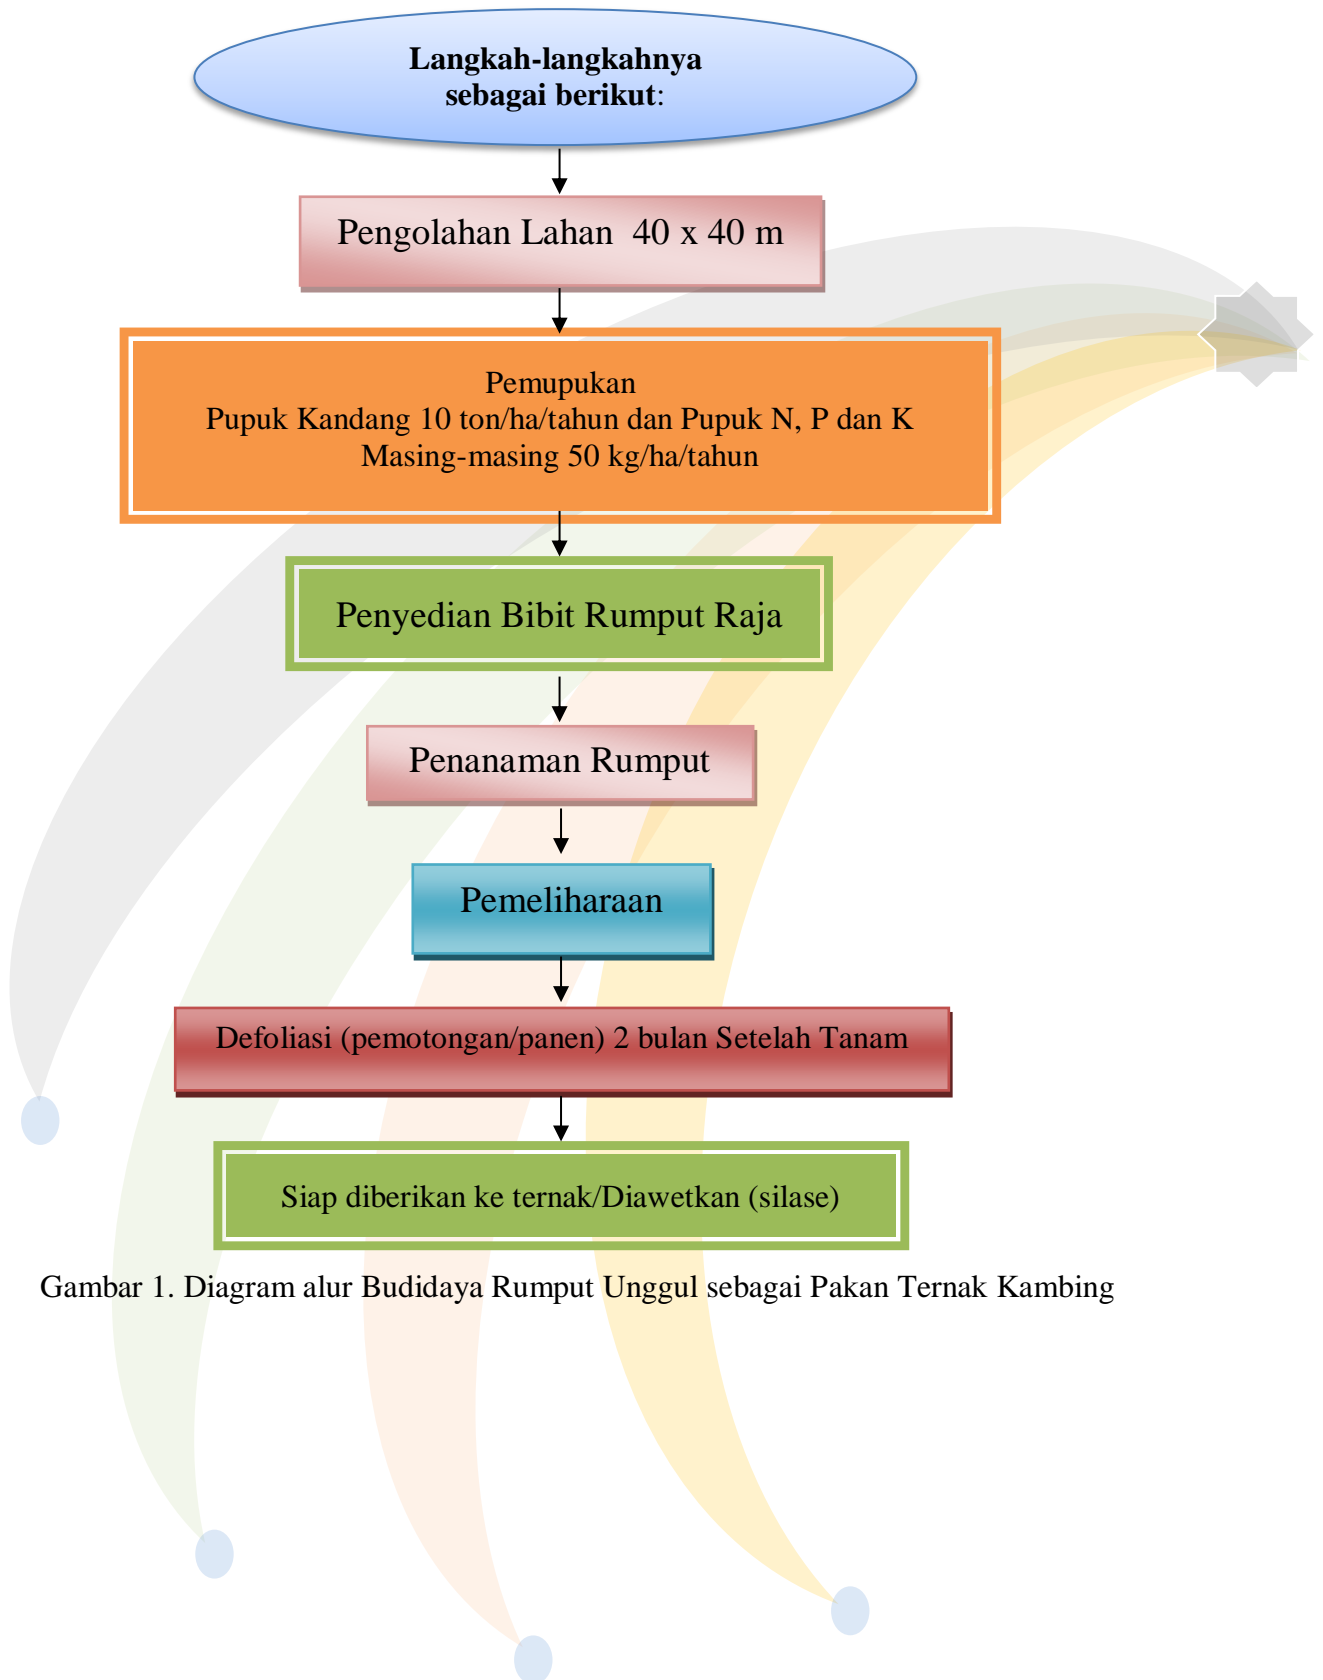 Langkah-langkahnya
sebagai berikut:
Pengolahan Lahan 40 x 40 m
Pemupukan
Pupuk Kandang 10 ton/ha/tahun dan Pupuk N, P dan K
Masing-masing 50 kg/ha/tahun
Penyedian Bibit Rumput Raja
Penanaman Rumput
Pemeliharaan
Defoliasi (pemotongan/panen) 2 bulan Setelah Tanam
Siap diberikan ke ternak/Diawetkan (silase)
Gambar 1. Diagram alur Budidaya Rumput Unggul sebagai Pakan Ternak Kambing